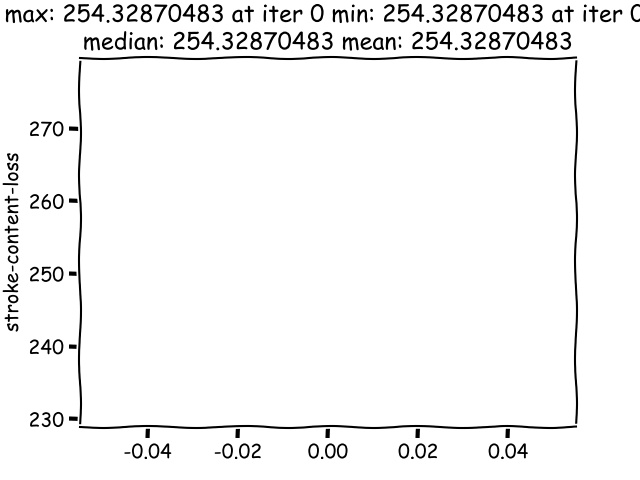 max: 254.32870483 at iter 0 min: 254.32870483 at iter 0
median: 254.32870483 mean: 254.32870483
stroke-content-loss
270
260
250
240
230
-0.04 -0.02 0.00 0.02 0.04